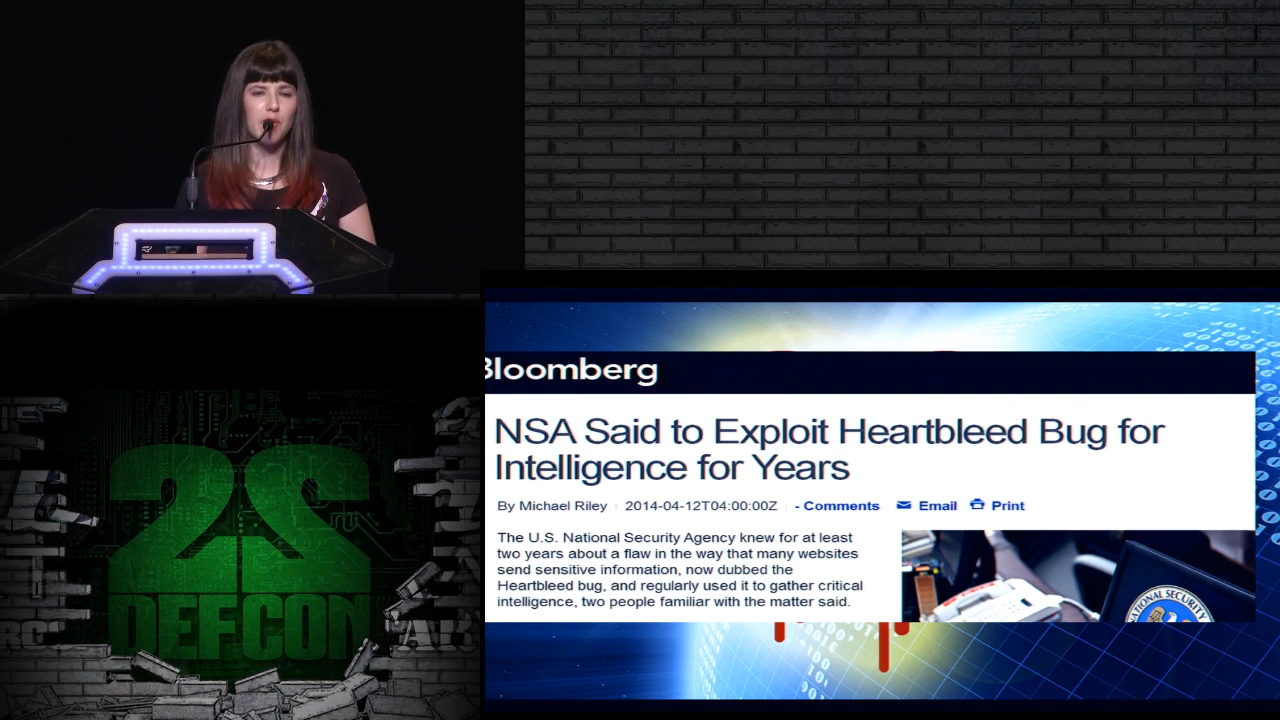 Bloomberg
NSA Said to Exploit Heartbleed Bug for
Intelligence for Years
By Michael Riley 2014-04-12T04:00:00Z - Comments Email Print
The U.S. National Security Agency knew for at least
two years about a flaw in the way that many websites
send sensitive information, now dubbed the
Heartbleed bug, and regularly used it to gather critical
intelligence, two people familiar with the matter said.
NATIONAL SECURITY
22
DEFCON